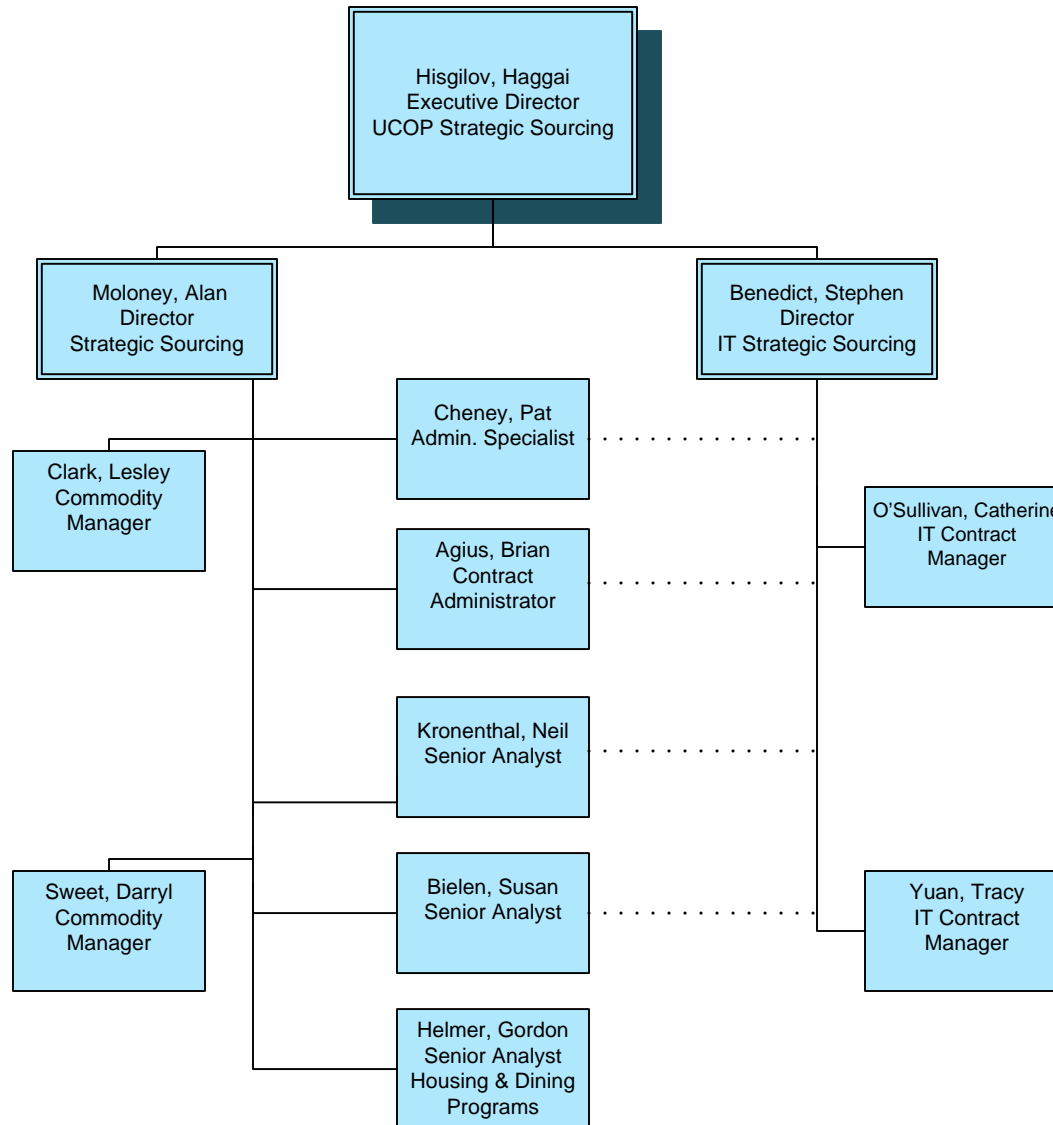 Hisgilov, Haggai
Executive Director
UCOP Strategic Sourcing
Moloney, Alan
Director
Strategic Sourcing
Benedict, Stephen
Director
IT Strategic Sourcing
Cheney, Pat
Admin. Specialist
Clark, Lesley
Commodity
Manager
O'Sullivan, Catherine
IT Contract
Manager
Agius, Brian
Contract
Administrator
Kronenthal, Neil
Senior Analyst
Sweet, Darryl
Commodity
Manager
Bielen, Susan
Senior Analyst
Yuan, Tracy
IT Contract
Manager
Helmer, Gordon
Senior Analyst
Housing & Dining
Programs